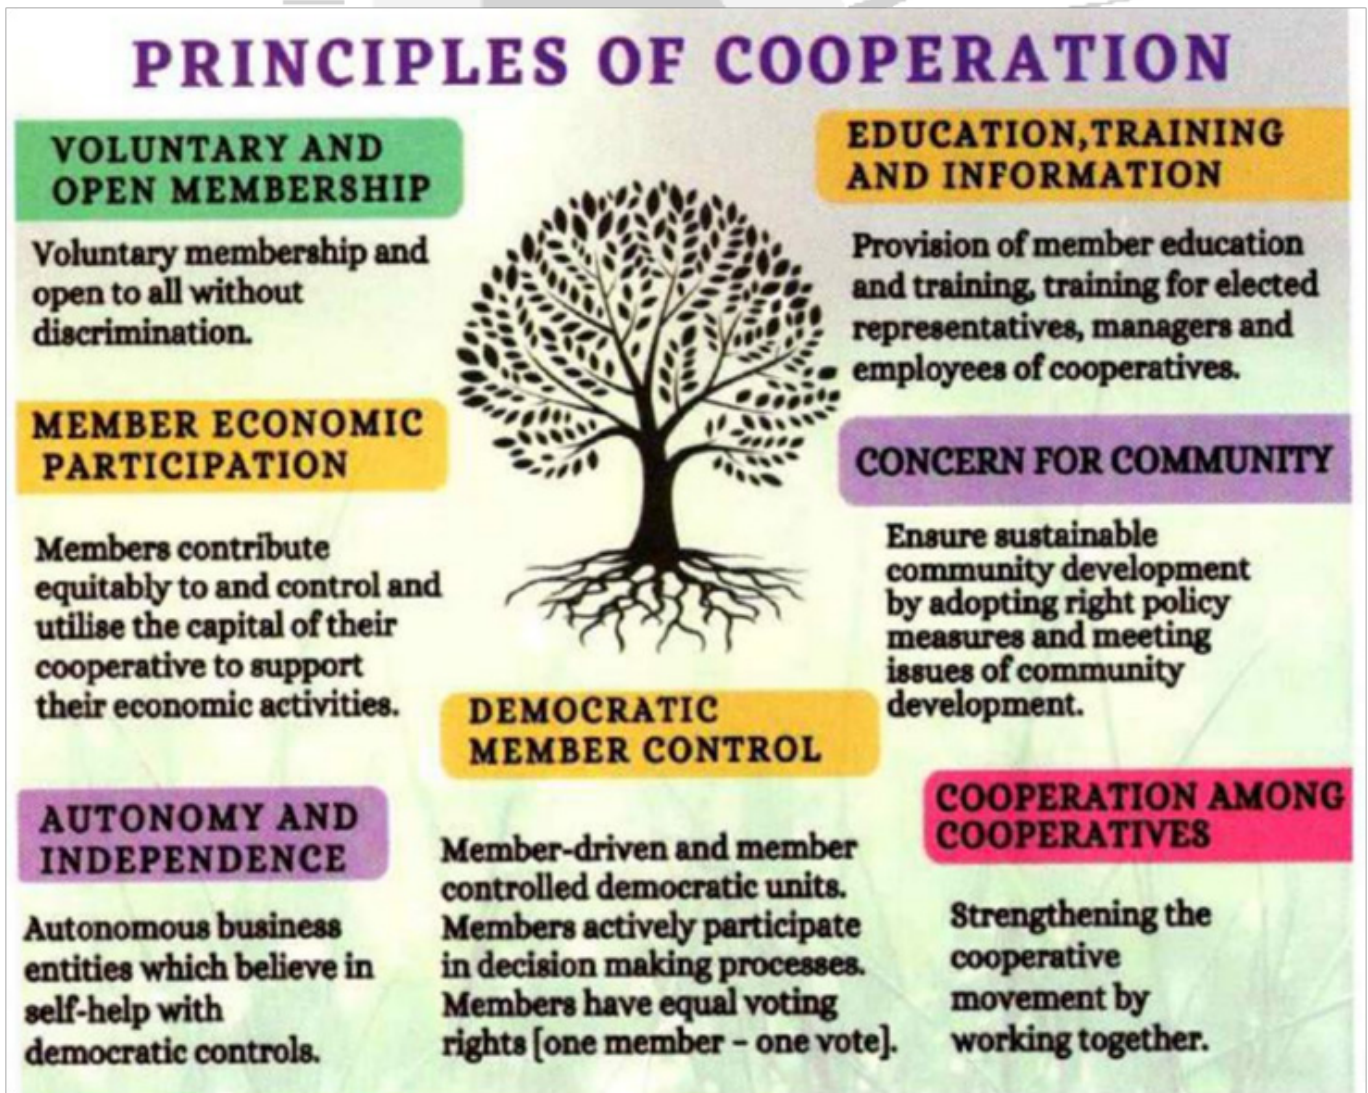 PRINCIPLES OF COOPERATION
VOLUNTARY AND
OPEN MEMBERSHIP
Voluntary membership and
open to all without
discrimination.
MEMBER ECONOMIC
PARTICIPATION
Members contribute
equitably to and control and
utilise the capital of their
cooperative to support
their economic activities.
AUTONOMY AND
INDEPENDENCE
Autonomous business
entities which believe in
self-help with
democratic controls.
DEMOCRATIC
MEMBER CONTROL
Member-driven and member
controlled democratic units.
Members actively participate
in decision making processes.
Members have equal voting
rights [one member – one vote].
EDUCATION,TRAINING
AND INFORMATION
Provision of member education
and training, training for elected
representatives, managers and
employees of cooperatives.
CONCERN FOR COMMUNITY
Ensure sustainable
community development
by adopting right policy
measures and meeting
issues of community
development.
COOPERATION AMONG
COOPERATIVES
Strengthening the
cooperative
movement by
working together.